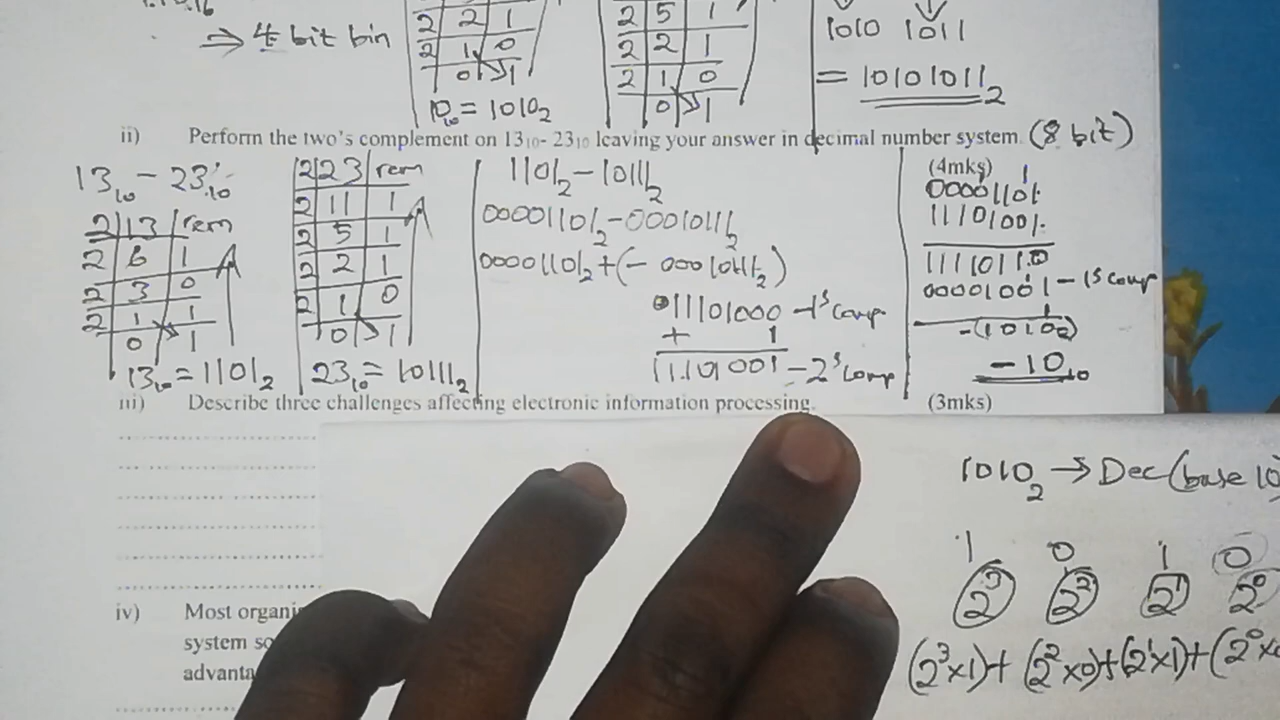 ⇒ 4 bit bin
2 2 1
2 1 0
0 1
10₁₀ = 1010₂
2 5 1
2 2 1
2 1 0
0 1
1010 1011
= 10101011₂
ii) Perform the two's complement on 13₁₀- 23₁₀ leaving your answer in decimal number system. (8 bit)
(4mks)
13₁₀ - 23₁₀
2 13 rem
2 6 1
2 3 0
2 1 1
0 1
13₁₀ = 1101₂
2 23 rem
2 11 1
2 5 1
2 2 1
2 1 0
0 1
23₁₀ = 10111₂
1101₂ - 10111₂
00001101₂ - 00010111₂
00001101₂ + (- 00010111₂)
11101000 - 1's comp
+ 1
11101001 - 2's comp
1
00001101
11101001
11110110
00001001 - 1's comp
1
-(1010₂)
-10₁₀
iii) Describe three challenges affecting electronic information processing. (3mks)
1010₂ → Dec (base 10
1 0 1 0
2³ 2² 2¹ 2⁰
(2³x1)+ (2²x0)+(2¹x1)+(2⁰x0
iv) Most organi
system so
advanta